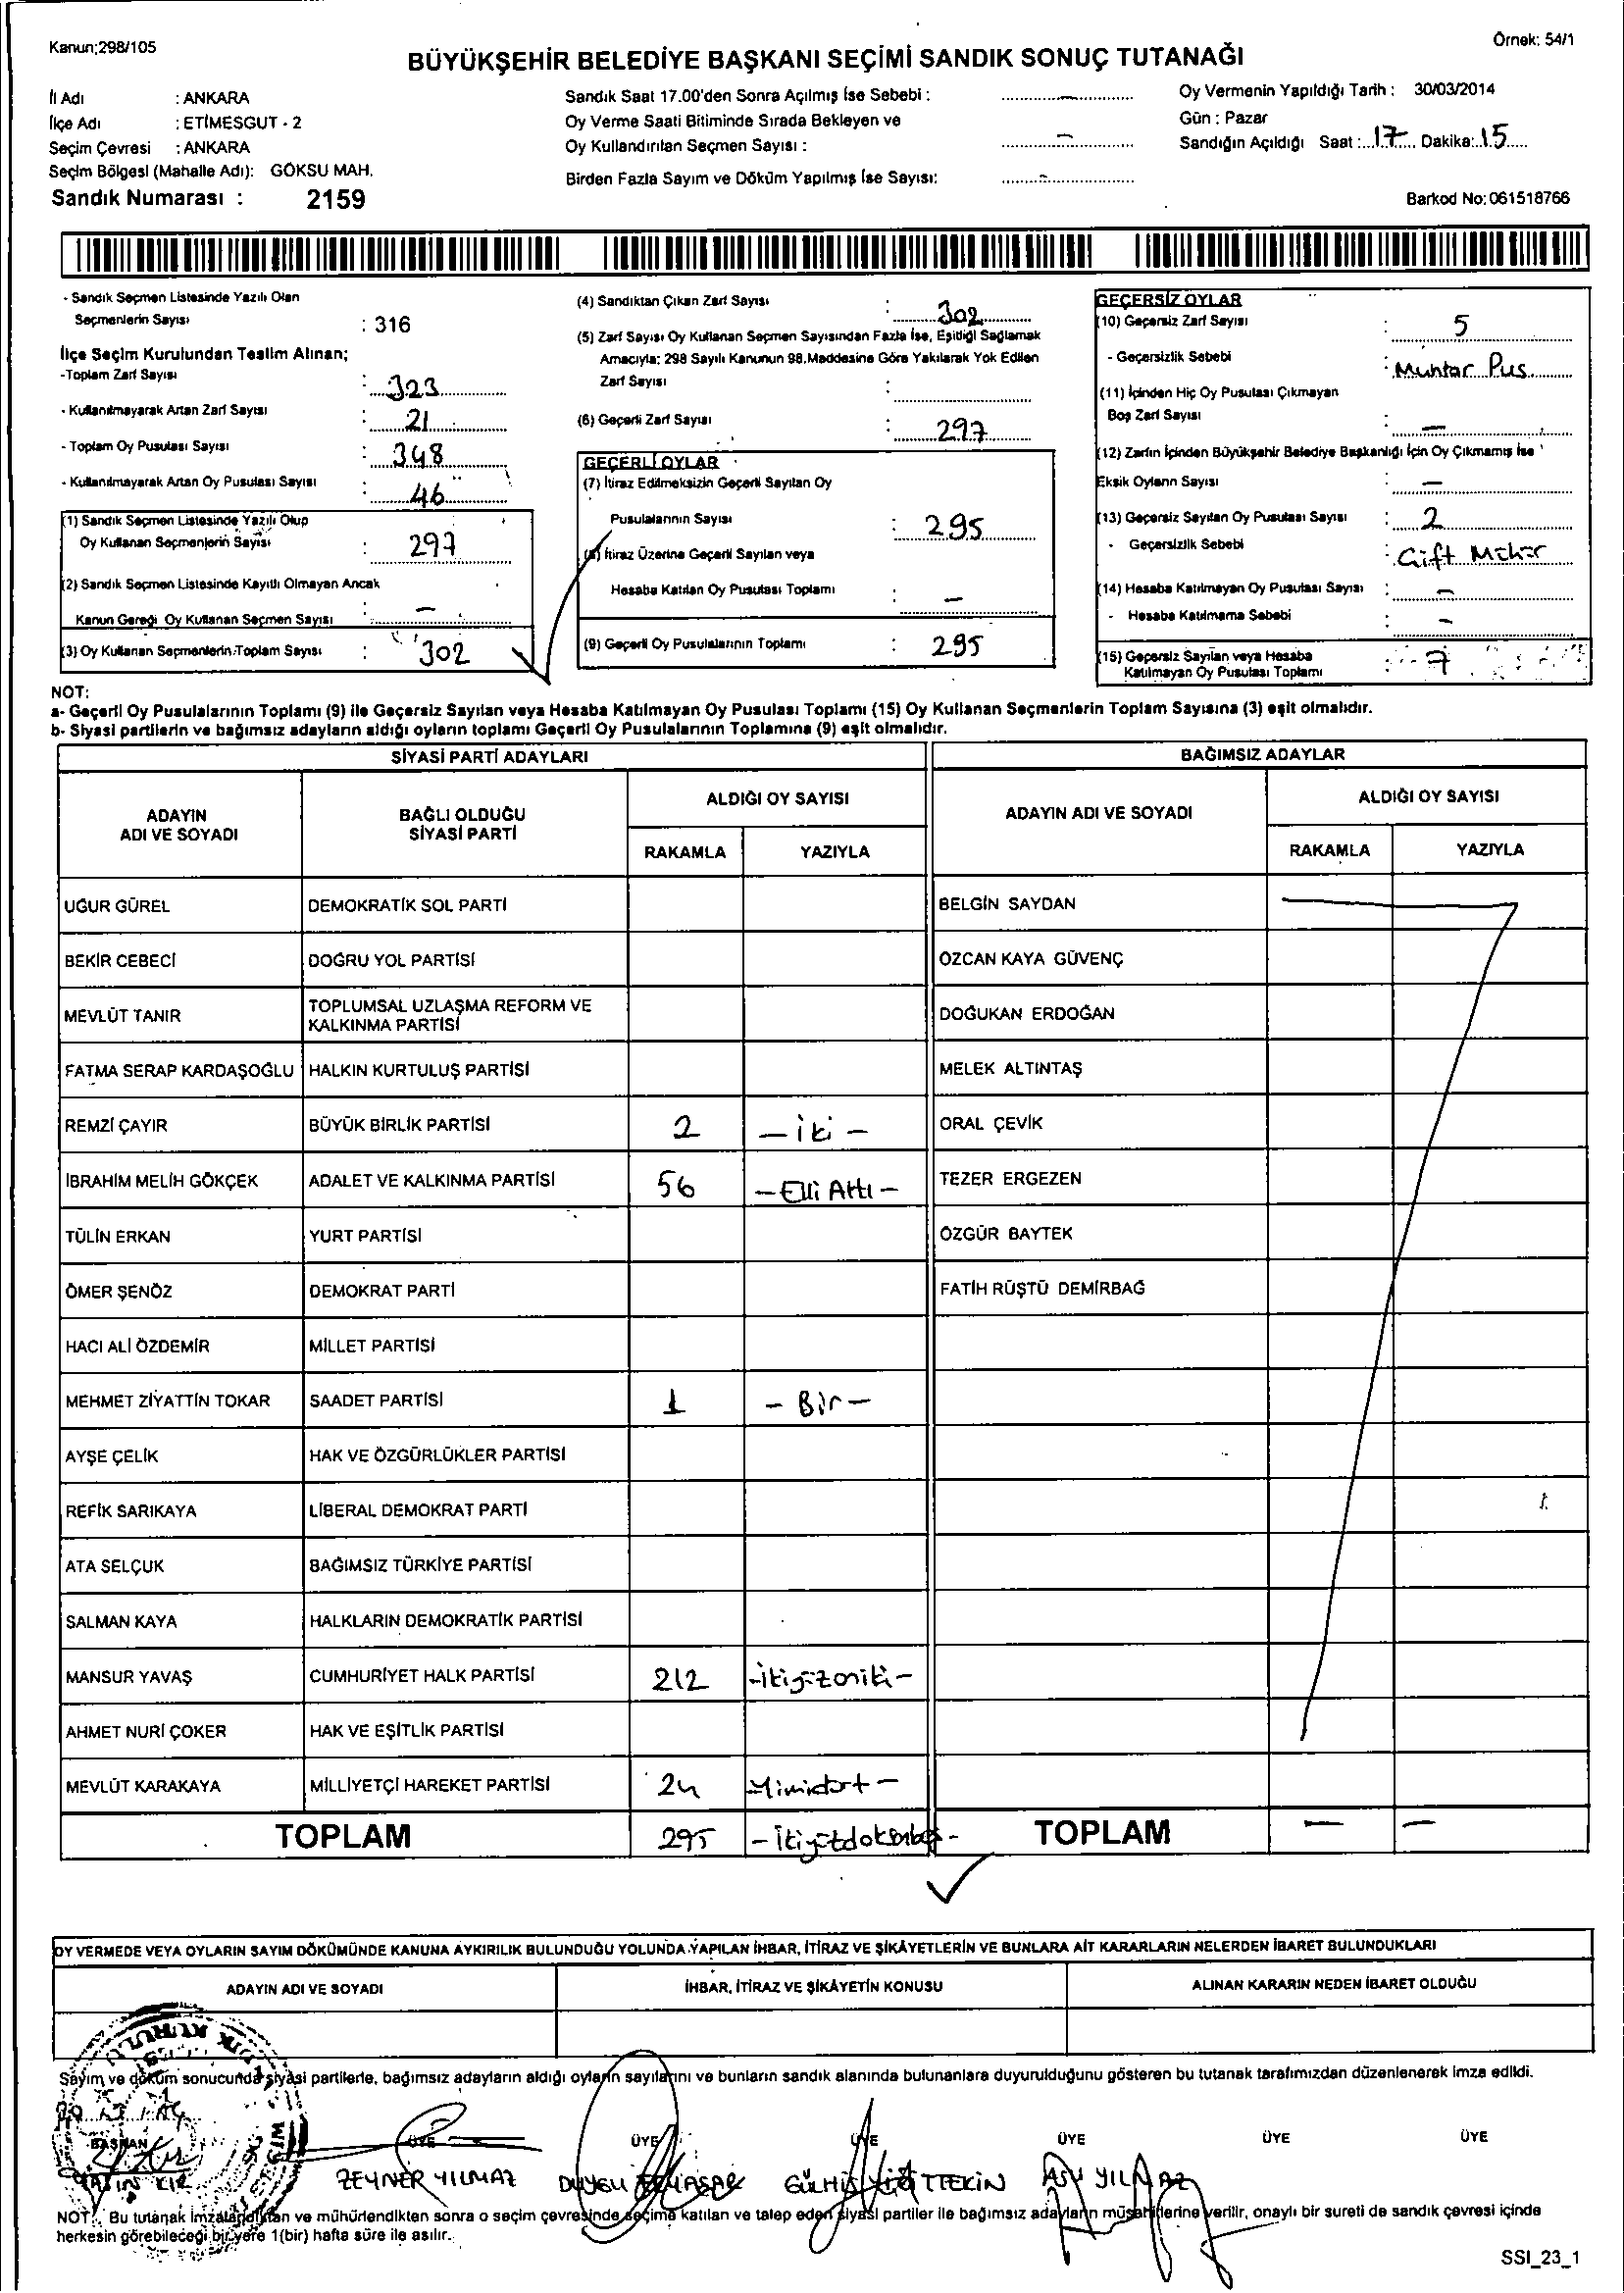 Kanun;298/105
Örnek: 54/1
BÜYÜKŞEHİR BELEDİYE BAŞKANI SEÇİMİ SANDIK SONUÇ TUTANAĞI
İl Adı : ANKARA
İlçe Adı : ETİMESGUT - 2
Seçim Çevresi : ANKARA
Seçim Bölgesi (Mahalle Adı): GÖKSU MAH.
Sandık Numarası : 2159
Sandık Saat 17.00'den Sonra Açılmış İse Sebebi : -
Oy Verme Saati Bitiminde Sırada Bekleyen ve
Oy Kullandırılan Seçmen Sayısı : -
Birden Fazla Sayım ve Döküm Yapılmış İse Sayısı: -
Oy Vermenin Yapıldığı Tarih : 30/03/2014
Gün : Pazar
Sandığın Açıldığı Saat : 17 Dakika: 15
Barkod No: 061518766
- Sandık Seçmen Listesinde Yazılı Olan
Seçmenlerin Sayısı : 316
İlçe Seçim Kurulundan Teslim Alınan;
-Toplam Zarf Sayısı : 323
- Kullanılmayarak Artan Zarf Sayısı : 21
- Toplam Oy Pusulası Sayısı : 348
- Kullanılmayarak Artan Oy Pusulası Sayısı : 46
(1) Sandık Seçmen Listesinde Yazılı Olup
Oy Kullanan Seçmenlerin Sayısı : 297
(2) Sandık Seçmen Listesinde Kayıtlı Olmayan Ancak
Kanun Gereği Oy Kullanan Seçmen Sayısı : -
(3) Oy Kullanan Seçmenlerin Toplam Sayısı : 302
(4) Sandıktan Çıkan Zarf Sayısı : 302
(5) Zarf Sayısı Oy Kullanan Seçmen Sayısından Fazla İse, Eşitliği Sağlamak
Amacıyla; 298 Sayılı Kanunun 98.Maddesine Göre Yakılarak Yok Edilen
Zarf Sayısı :
(6) Geçerli Zarf Sayısı : 297
GEÇERLİ OYLAR
(7) İtiraz Edilmeksizin Geçerli Sayılan Oy
Pusulalarının Sayısı : 295
(8) İtiraz Üzerine Geçerli Sayılan veya
Hesaba Katılan Oy Pusulası Toplamı : -
(9) Geçerli Oy Pusulalarının Toplamı : 295
GEÇERSİZ OYLAR
(10) Geçersiz Zarf Sayısı : 5
- Geçersizlik Sebebi : Muhtar Pus.
(11) İçinden Hiç Oy Pusulası Çıkmayan
Boş Zarf Sayısı : -
(12) Zarfın İçinden Büyükşehir Belediye Başkanlığı İçin Oy Çıkmamış İse
Eksik Oyların Sayısı : -
(13) Geçersiz Sayılan Oy Pusulası Sayısı : 2
- Geçersizlik Sebebi : Çift Mühür
(14) Hesaba Katılmayan Oy Pusulası Sayısı : -
- Hesaba Katılmama Sebebi : -
(15) Geçersiz Sayılan veya Hesaba
Katılmayan Oy Pusulası Toplamı : 7
NOT:
a- Geçerli Oy Pusulalarının Toplamı (9) ile Geçersiz Sayılan veya Hesaba Katılmayan Oy Pusulası Toplamı (15) Oy Kullanan Seçmenlerin Toplam Sayısına (3) eşit olmalıdır.
b- Siyasi partilerin ve bağımsız adayların aldığı oyların toplamı Geçerli Oy Pusulalarının Toplamına (9) eşit olmalıdır.
SİYASİ PARTİ ADAYLARI
ADAYIN ADI VE SOYADI
BAĞLI OLDUĞU SİYASİ PARTİ
ALDIĞI OY SAYISI
RAKAMLA YAZIYLA
UĞUR GÜREL DEMOKRATİK SOL PARTİ
BEKİR CEBECİ DOĞRU YOL PARTİSİ
MEVLÜT TANIR TOPLUMSAL UZLAŞMA REFORM VE KALKINMA PARTİSİ
FATMA SERAP KARDAŞOĞLU HALKIN KURTULUŞ PARTİSİ
REMZİ ÇAYIR BÜYÜK BİRLİK PARTİSİ 2 - iki -
İBRAHİM MELİH GÖKÇEK ADALET VE KALKINMA PARTİSİ 56 - Elli Altı -
TÜLİN ERKAN YURT PARTİSİ
ÖMER ŞENÖZ DEMOKRAT PARTİ
HACI ALİ ÖZDEMİR MİLLET PARTİSİ
MEHMET ZİYATTİN TOKAR SAADET PARTİSİ 1 - Bir -
AYŞE ÇELİK HAK VE ÖZGÜRLÜKLER PARTİSİ
REFİK SARIKAYA LİBERAL DEMOKRAT PARTİ
ATA SELÇUK BAĞIMSIZ TÜRKİYE PARTİSİ
SALMAN KAYA HALKLARIN DEMOKRATİK PARTİSİ
MANSUR YAVAŞ CUMHURİYET HALK PARTİSİ 212 - ikiyüzoniki -
AHMET NURİ ÇOKER HAK VE EŞİTLİK PARTİSİ
MEVLÜT KARAKAYA MİLLİYETÇİ HAREKET PARTİSİ 24 - Yirmidört -
TOPLAM 295 - İkiyüzdoksanbeş -
BAĞIMSIZ ADAYLAR
ADAYIN ADI VE SOYADI
ALDIĞI OY SAYISI
RAKAMLA YAZIYLA
BELGİN SAYDAN
ÖZCAN KAYA GÜVENÇ
DOĞUKAN ERDOĞAN
MELEK ALTINTAŞ
ORAL ÇEVİK
TEZER ERGEZEN
ÖZGÜR BAYTEK
FATİH RÜŞTÜ DEMİRBAĞ
TOPLAM - -
OY VERMEDE VEYA OYLARIN SAYIM DÖKÜMÜNDE KANUNA AYKIRILIK BULUNDUĞU YOLUNDA YAPILAN İHBAR, İTİRAZ VE ŞİKÂYETLERİN VE BUNLARA AİT KARARLARIN NELERDEN İBARET BULUNDUKLARI
ADAYIN ADI VE SOYADI
İHBAR, İTİRAZ VE ŞİKÂYETİN KONUSU
ALINAN KARARIN NEDEN İBARET OLDUĞU
Sayım ve döküm sonucunda siyasi partilerle, bağımsız adayların aldığı oyların sayılarını ve bunların sandık alanında bulunanlara duyurulduğunu gösteren bu tutanak tarafımızdan düzenlenerek imza edildi.
BAŞKAN ÜYE ÜYE ÜYE ÜYE ÜYE ÜYE
ZEYNEP YILMAZ DUYGU GÜLHİS YİĞİTTEKİN ASLI YILMAZ
NOT: Bu tutanak imzalandıktan ve mühürlendikten sonra o seçim çevresinde seçime katılan ve talep eden siyasi partiler ile bağımsız adayların müşahitlerine verilir, onaylı bir sureti de sandık çevresi içinde
herkesin görebileceği bir yere 1(bir) hafta süre ile asılır.
SSI_23_1